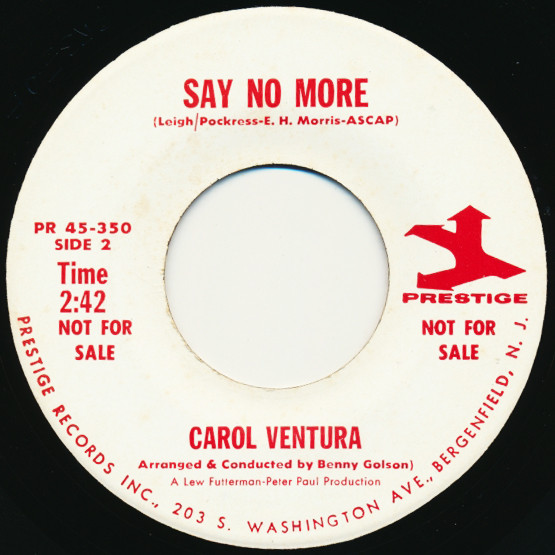 SAY NO MORE
(Leigh/Pockress-E. H. Morris-ASCAP)
PR 45-350
SIDE 2
Time
2:42
NOT FOR
SALE
PRESTIGE
NOT FOR
SALE
CAROL VENTURA
Arranged & Conducted by Benny Golson)
A Lew Futterman-Peter Paul Production
PRESTIGE RECORDS INC., 203 S. WASHINGTON AVE., BERGENFIELD, N. J.